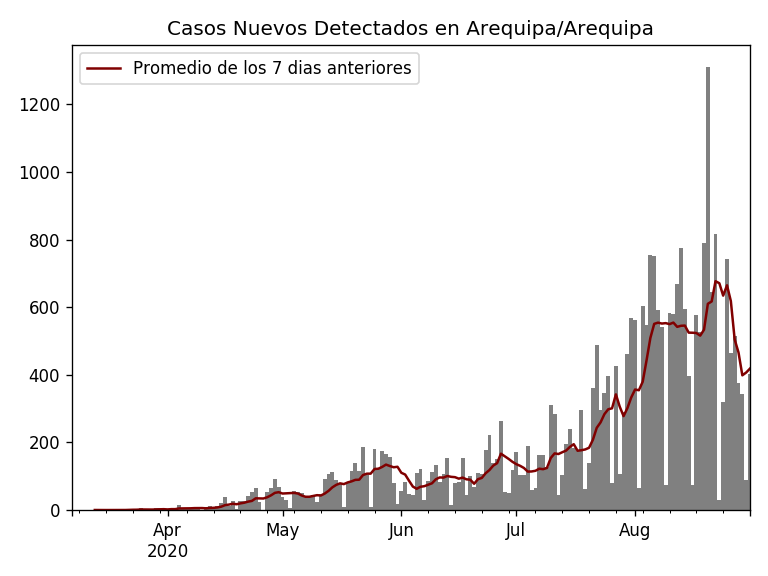 Casos Nuevos Detectados en Arequipa/Arequipa
Promedio de los 7 dias anteriores
1200
1000
800
600
400
200
0
Apr May Jun Jul Aug
2020